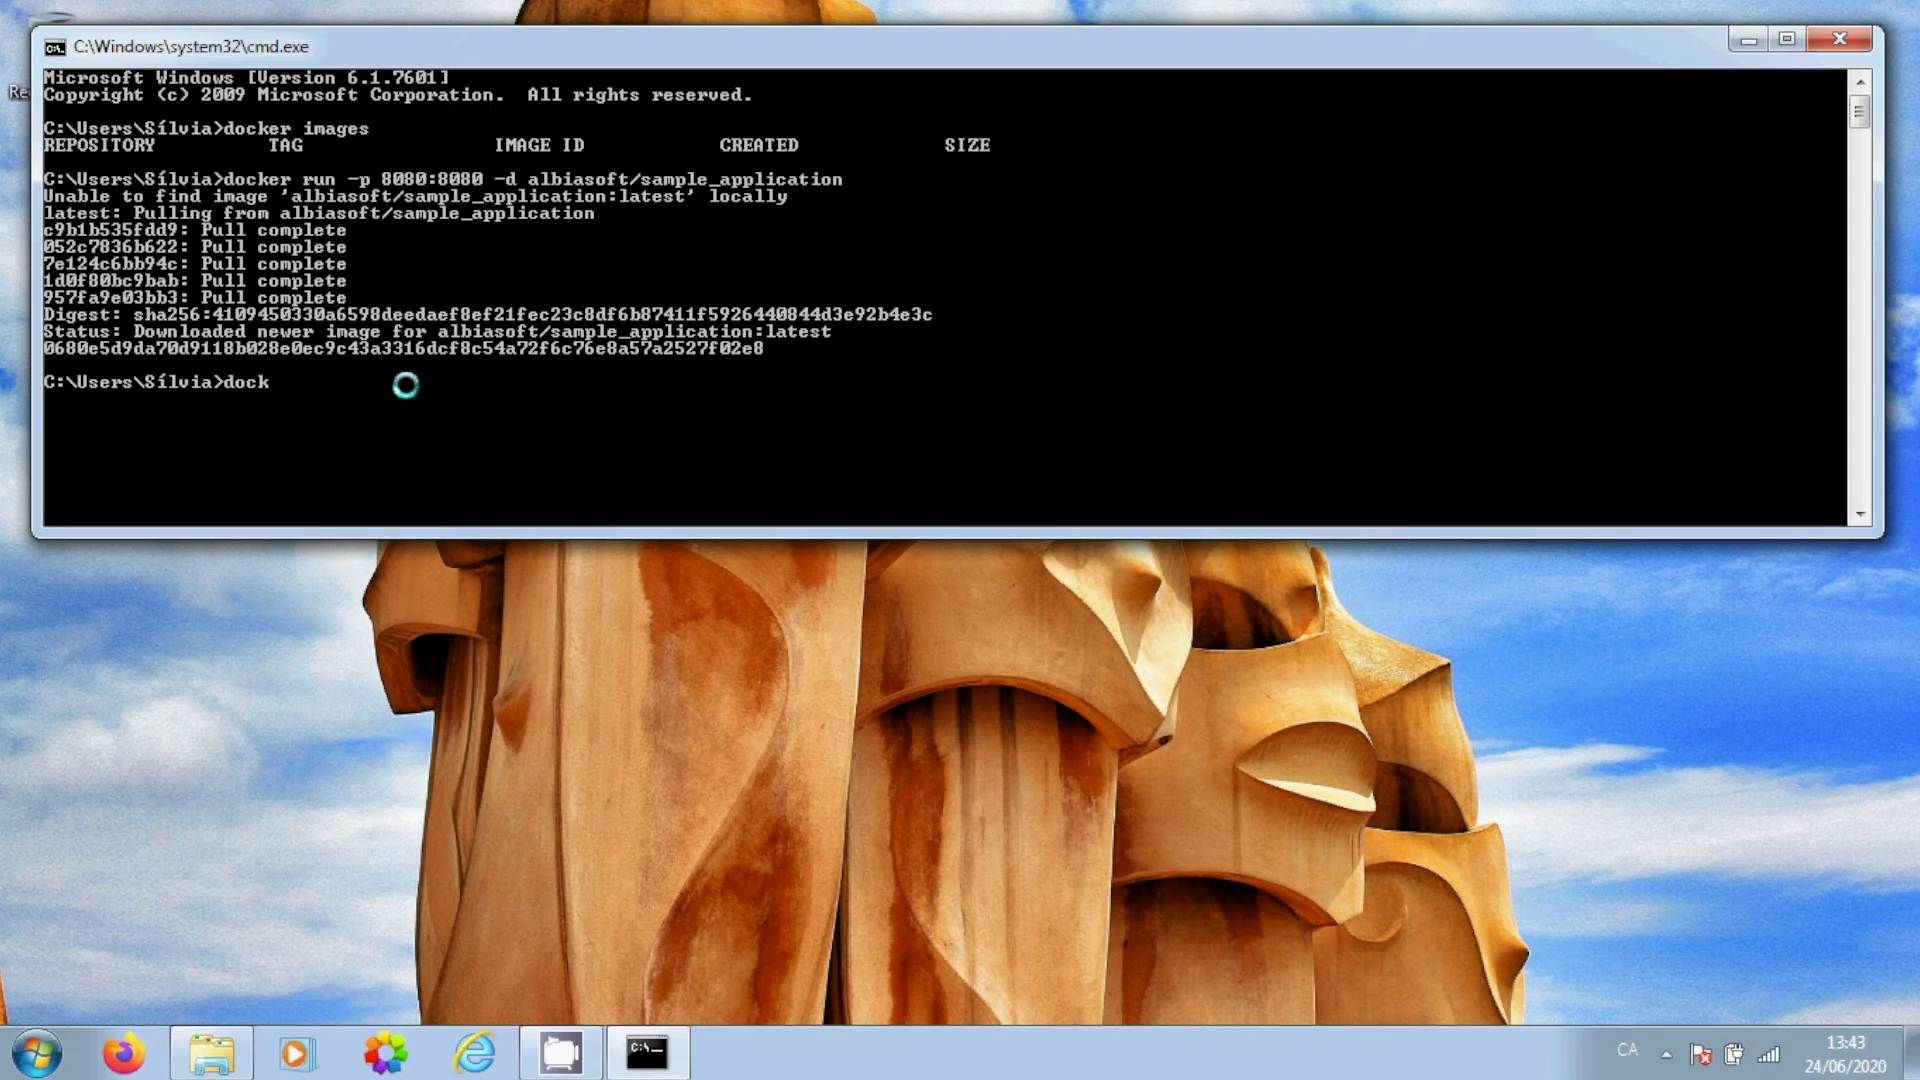 C:\Windows\system32\cmd.exe
Microsoft Windows [Version 6.1.7601]
Copyright (c) 2009 Microsoft Corporation.  All rights reserved.
C:\Users\Sílvia>docker images
REPOSITORY TAG IMAGE ID CREATED SIZE
C:\Users\Sílvia>docker run -p 8080:8080 -d albiasoft/sample_application
Unable to find image 'albiasoft/sample_application:latest' locally
latest: Pulling from albiasoft/sample_application
c9b1b535fdd9: Pull complete
052c7836b622: Pull complete
7e124c6bb94c: Pull complete
1d0f80bc9bab: Pull complete
957fa9e03bb3: Pull complete
Digest: sha256:4109450330a6598deedaef8ef21fec23c8df6b87411f5926440844d3e92b4e3c
Status: Downloaded newer image for albiasoft/sample_application:latest
0680e5d9da70d9118b028e0ec9c43a3316dcf8c54a72f6c76e8a57a2527f02e8
C:\Users\Sílvia>dock
CA
13:43
24/06/2020